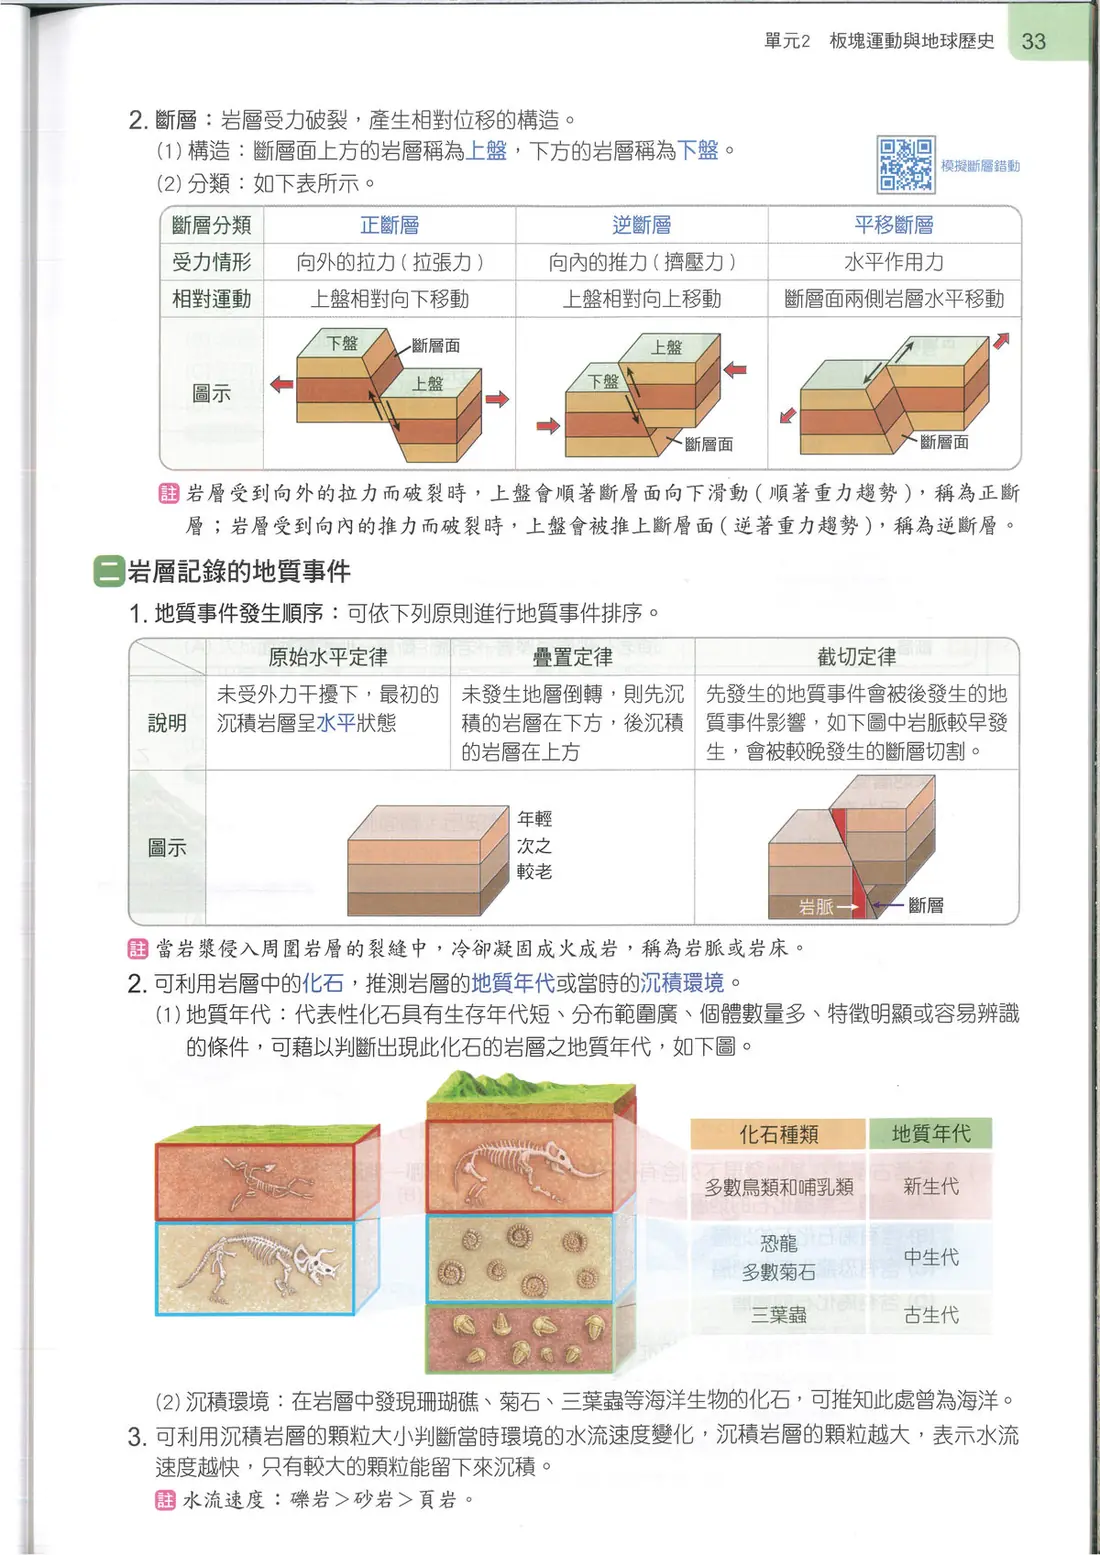 單元2 板塊運動與地球歷史 33
2. 斷層：岩層受力破裂，產生相對位移的構造。
(1) 構造：斷層面上方的岩層稱為上盤，下方的岩層稱為下盤。
(2) 分類：如下表所示。
模擬斷層錯動
斷層分類 正斷層 逆斷層 平移斷層
受力情形 向外的拉力（拉張力） 向內的推力（擠壓力） 水平作用力
相對運動 上盤相對向下移動 上盤相對向上移動 斷層面兩側岩層水平移動
圖示
下盤 斷層面 上盤
上盤 下盤 斷層面
斷層面
註 岩層受到向外的拉力而破裂時，上盤會順著斷層面向下滑動（順著重力趨勢），稱為正斷
層；岩層受到向內的推力而破裂時，上盤會被推上斷層面（逆著重力趨勢），稱為逆斷層。
二 岩層記錄的地質事件
1. 地質事件發生順序：可依下列原則進行地質事件排序。
原始水平定律 疊置定律 截切定律
說明
未受外力干擾下，最初的
沉積岩層呈水平狀態
未發生地層倒轉，則先沉
積的岩層在下方，後沉積
的岩層在上方
先發生的地質事件會被後發生的地
質事件影響，如下圖中岩脈較早發
生，會被較晚發生的斷層切割。
圖示
年輕
次之
較老
岩脈 斷層
註 當岩漿侵入周圍岩層的裂縫中，冷卻凝固成火成岩，稱為岩脈或岩床。
2. 可利用岩層中的化石，推測岩層的地質年代或當時的沉積環境。
(1) 地質年代：代表性化石具有生存年代短、分布範圍廣、個體數量多、特徵明顯或容易辨識
的條件，可藉以判斷出現此化石的岩層之地質年代，如下圖。
化石種類 地質年代
多數鳥類和哺乳類 新生代
恐龍
多數菊石
中生代
三葉蟲 古生代
(2) 沉積環境：在岩層中發現珊瑚礁、菊石、三葉蟲等海洋生物的化石，可推知此處曾為海洋。
3. 可利用沉積岩層的顆粒大小判斷當時環境的水流速度變化，沉積岩層的顆粒越大，表示水流
速度越快，只有較大的顆粒能留下來沉積。
註 水流速度：礫岩＞砂岩＞頁岩。